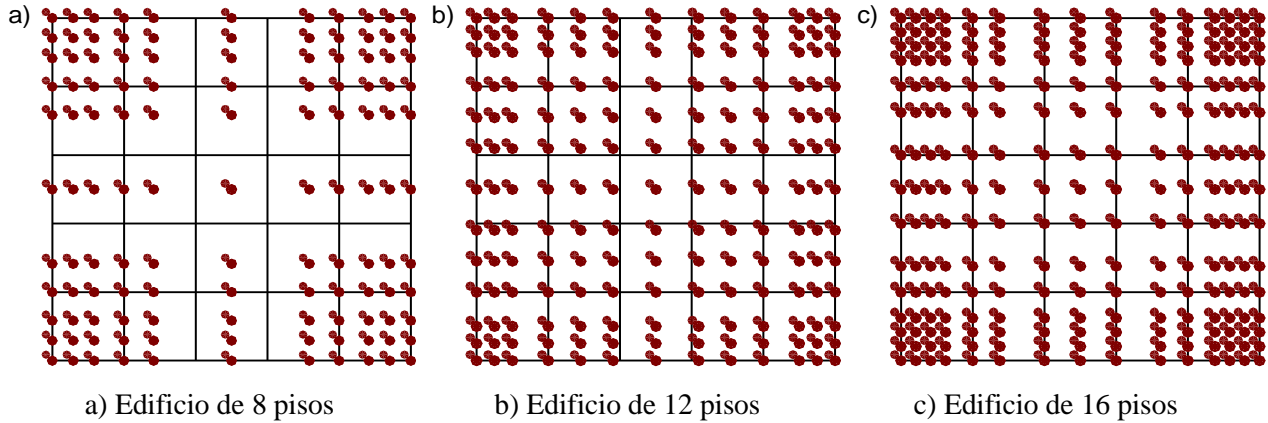 a)
b)
c)
a) Edificio de 8 pisos
b) Edificio de 12 pisos
c) Edificio de 16 pisos